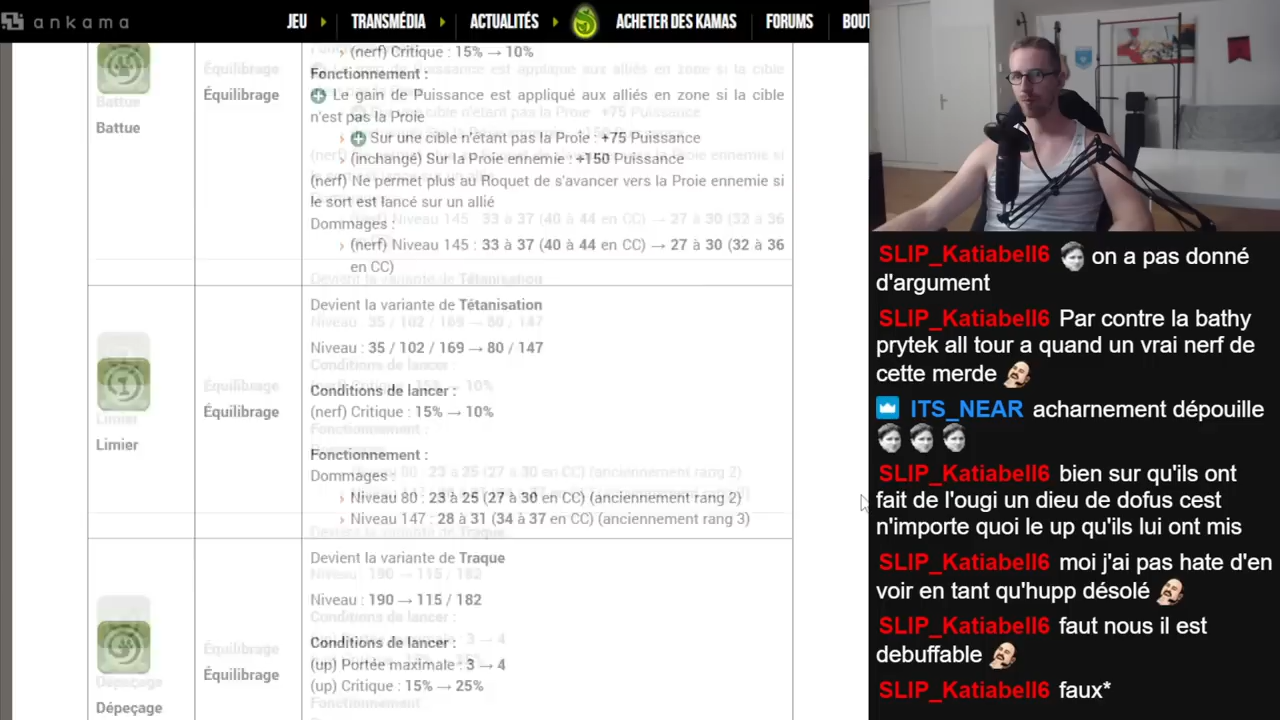 ankama
JEU
TRANSMÉDIA
ACTUALITÉS
ACHETER DES KAMAS
FORUMS
BOUT
Battue
Équilibrage
(nerf) Critique : 15% → 10%
Fonctionnement :
Le gain de Puissance est appliqué aux alliés en zone si la cible
n'est pas la Proie
Sur une cible n'étant pas la Proie : +75 Puissance
(inchangé) Sur la Proie ennemie : +150 Puissance
(nerf) Ne permet plus au Roquet de s'avancer vers la Proie ennemie si
le sort est lancé sur un allié
Dommages :
(nerf) Niveau 145 : 33 à 37 (40 à 44 en CC) → 27 à 30 (32 à 36
en CC)
Limier
Équilibrage
Devient la variante de Tétanisation
Niveau : 35 / 102 / 169 → 80 / 147
Conditions de lancer :
(nerf) Critique : 15% → 10%
Fonctionnement :
Dommages :
Niveau 80 : 23 à 25 (27 à 30 en CC) (anciennement rang 2)
Niveau 147 : 28 à 31 (34 à 37 en CC) (anciennement rang 3)
Dépeçage
Équilibrage
Devient la variante de Traque
Niveau : 190 → 115 / 182
Conditions de lancer :
(up) Portée maximale : 3 → 4
(up) Critique : 15% → 25%
SLIP_Katiabell6 on a pas donné
d'argument
SLIP_Katiabell6 Par contre la bathy
prytek all tour a quand un vrai nerf de
cette merde
ITS_NEAR acharnement dépouille
SLIP_Katiabell6 bien sur qu'ils ont
fait de l'ougi un dieu de dofus cest
n'importe quoi le up qu'ils lui ont mis
SLIP_Katiabell6 moi j'ai pas hate d'en
voir en tant qu'hupp désolé
SLIP_Katiabell6 faut nous il est
debuffable
SLIP_Katiabell6 faux*